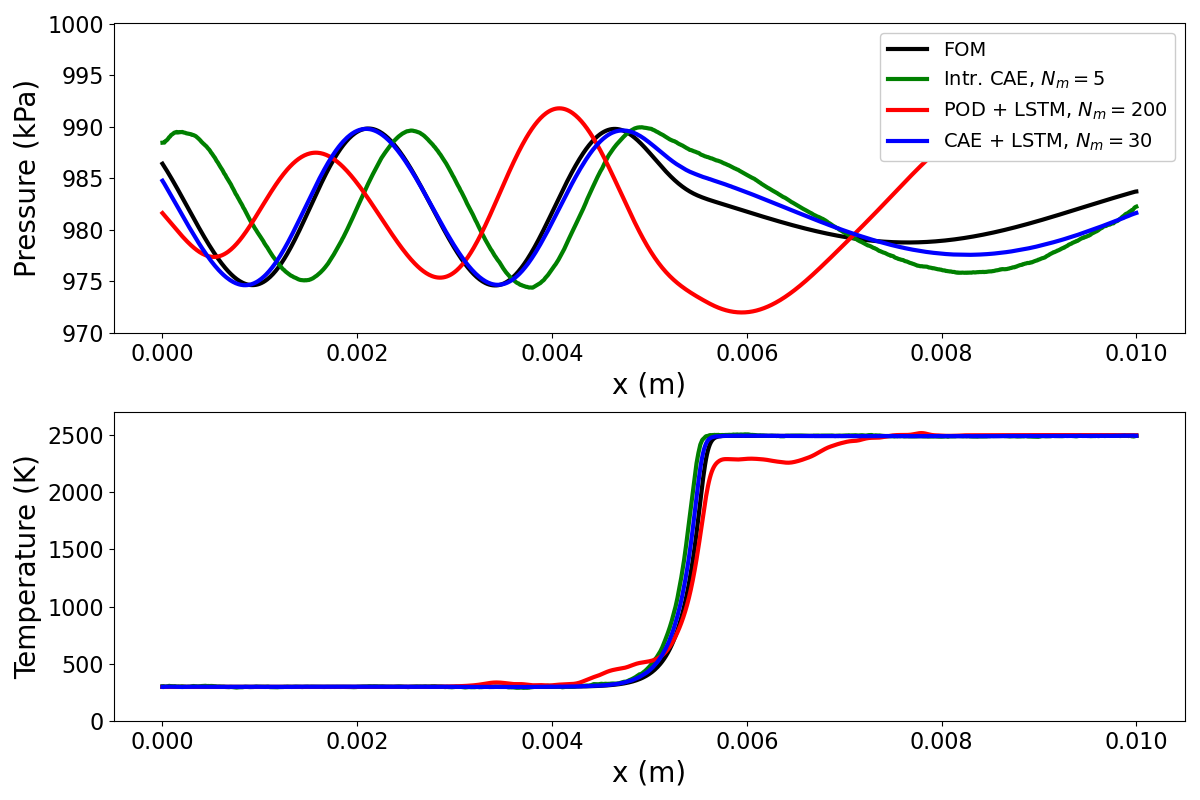 1000
995
990
985
980
975
970
Pressure (kPa)
FOM
Intr. CAE, $N_m = 5$
POD + LSTM, $N_m = 200$
CAE + LSTM, $N_m = 30$
0.000 0.002 0.004 0.006 0.008 0.010
x (m)
2500
2000
1500
1000
500
0
Temperature (K)
0.000 0.002 0.004 0.006 0.008 0.010
x (m)